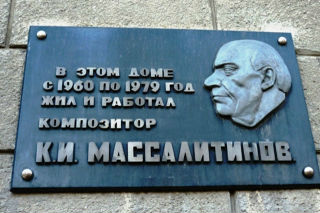 В ЭТОМ ДОМЕ
С 1960 ПО 1979 ГОД
ЖИЛ И РАБОТАЛ
КОМПОЗИТОР
К.И. МАССАЛИТИНОВ